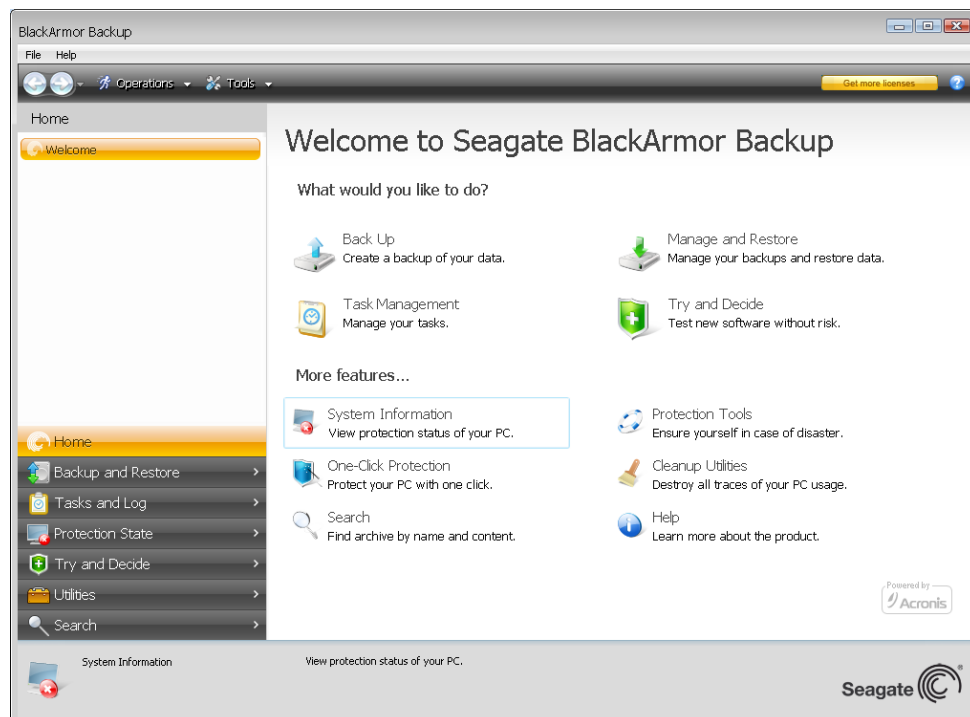 BlackArmor Backup
File Help
Operations Tools Get more licenses ?
Home
Welcome
Welcome to Seagate BlackArmor Backup
What would you like to do?
Back Up
Create a backup of your data.
Manage and Restore
Manage your backups and restore data.
Task Management
Manage your tasks.
Try and Decide
Test new software without risk.
More features...
System Information
View protection status of your PC.
Protection Tools
Ensure yourself in case of disaster.
One-Click Protection
Protect your PC with one click.
Cleanup Utilities
Destroy all traces of your PC usage.
Search
Find archive by name and content.
Help
Learn more about the product.
Home
Backup and Restore
Tasks and Log
Protection State
Try and Decide
Utilities
Search
Powered by
Acronis
System Information
View protection status of your PC.
Seagate